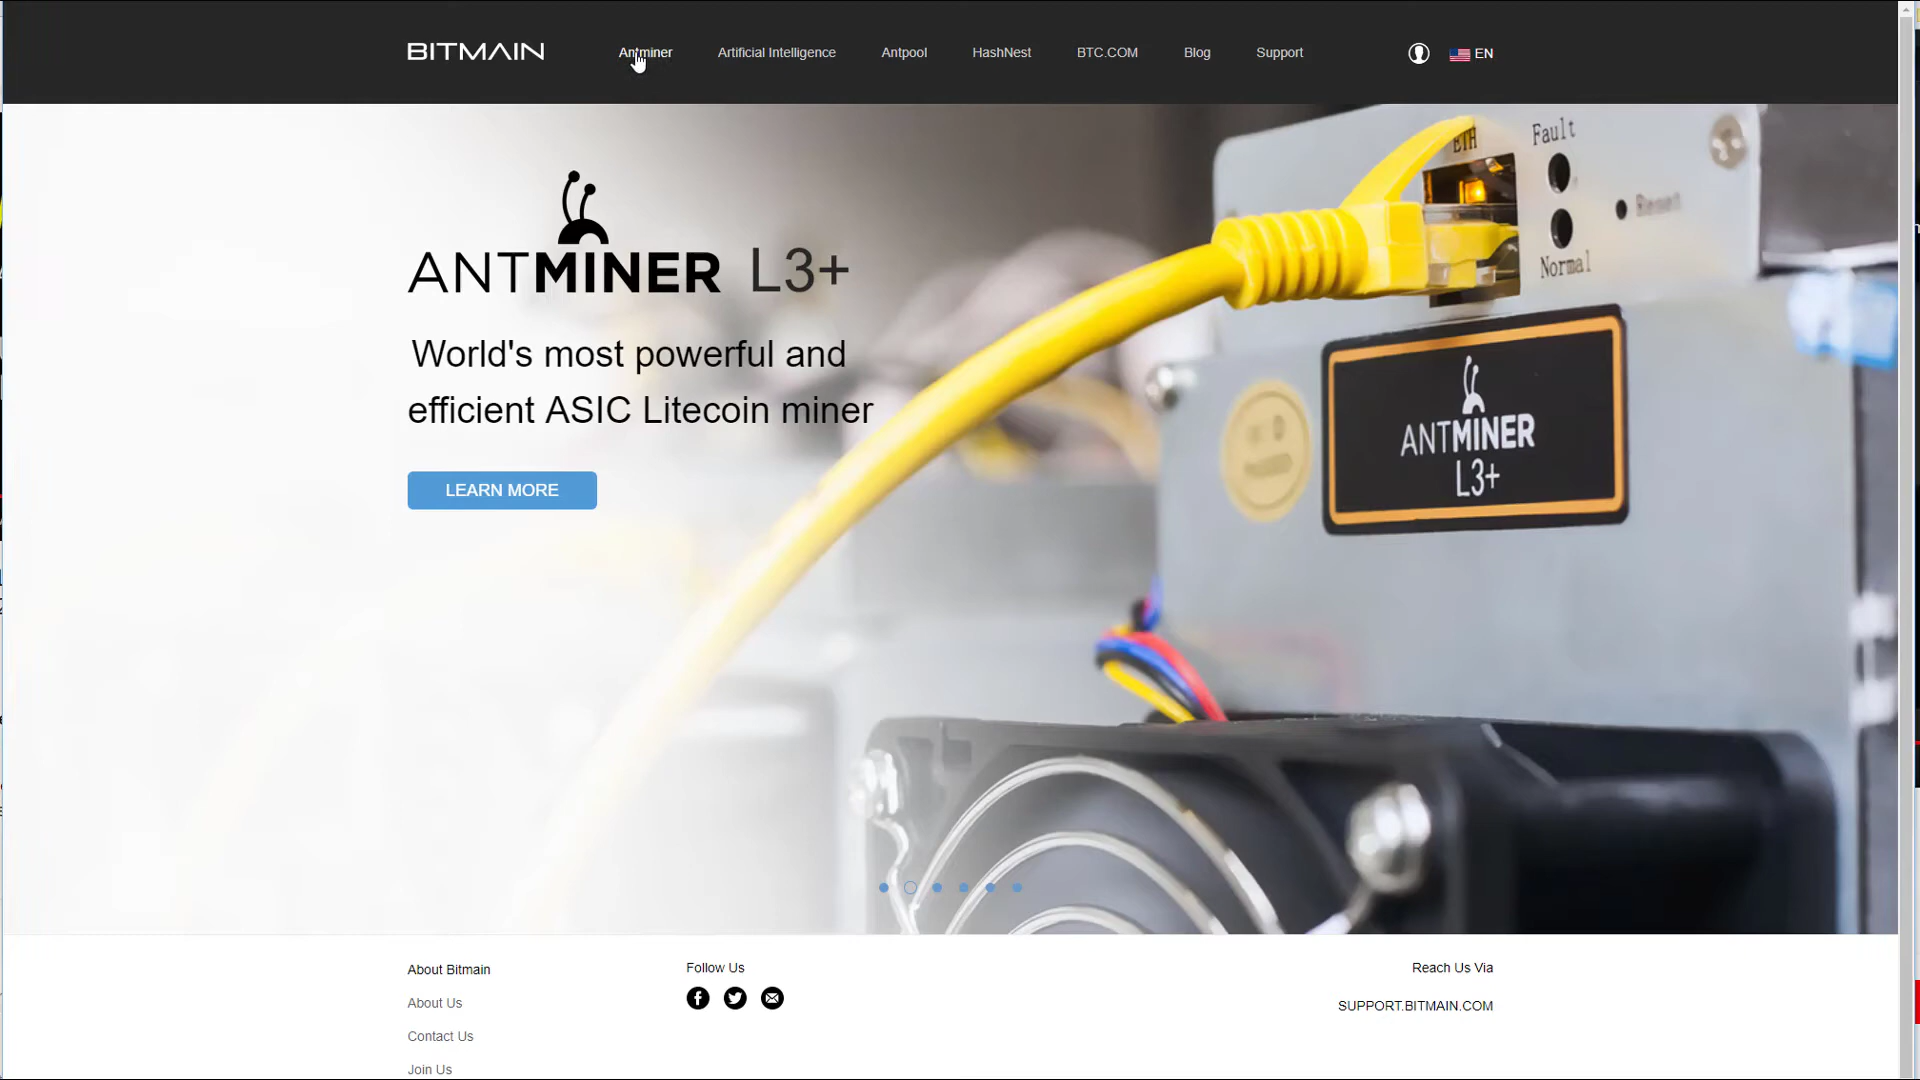 BITMAIN
Antminer Artificial Intelligence Antpool HashNest BTC.COM Blog Support EN
ETH
Fault
Reset
Normal
ANTMINER L3+
World's most powerful and
efficient ASIC Litecoin miner
LEARN MORE
ANTMINER
L3+
About Bitmain
About Us
Contact Us
Join Us
Follow Us
Reach Us Via
SUPPORT.BITMAIN.COM